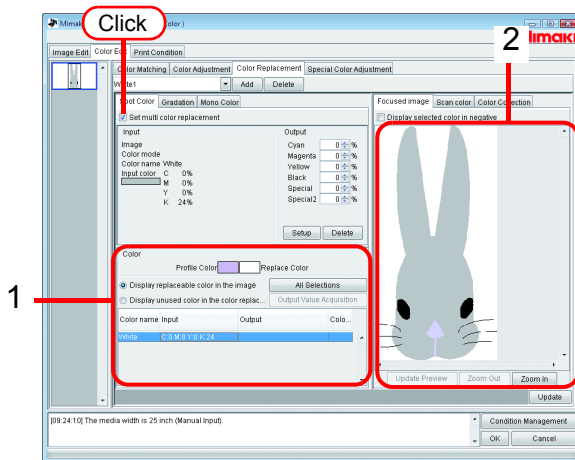 Click
Mimak
olor )
2
mimaki
Image Edit Color Edit Print Condition
Color Matching Color Adjustment Color Replacement Special Color Adjustment
White1 Add Delete
Spot Color Gradation Mono Color
Focused image Scan color Color Collection
Set multi color replacement
Display selected color in negative
Input Output
Image Cyan 0 %
Color mode Magenta 0 %
Color name White Yellow 0 %
Input color C 0% Black 0 %
M 0% Special 0 %
Y 0% Special2 0 %
K 24%
Setup Delete
Color
Profile Color Replace Color
1
Display replaceable color in the image All Selections
Display unused color in the color replac... Output Value Acquisition
Color name Input Output Colo...
White C:0 M:0 Y:0 K:24
Update Preview Zoom Out Zoom In
Update
[09:24:10] The media width is 25 inch (Manual Input).
Condition Management
OK Cancel